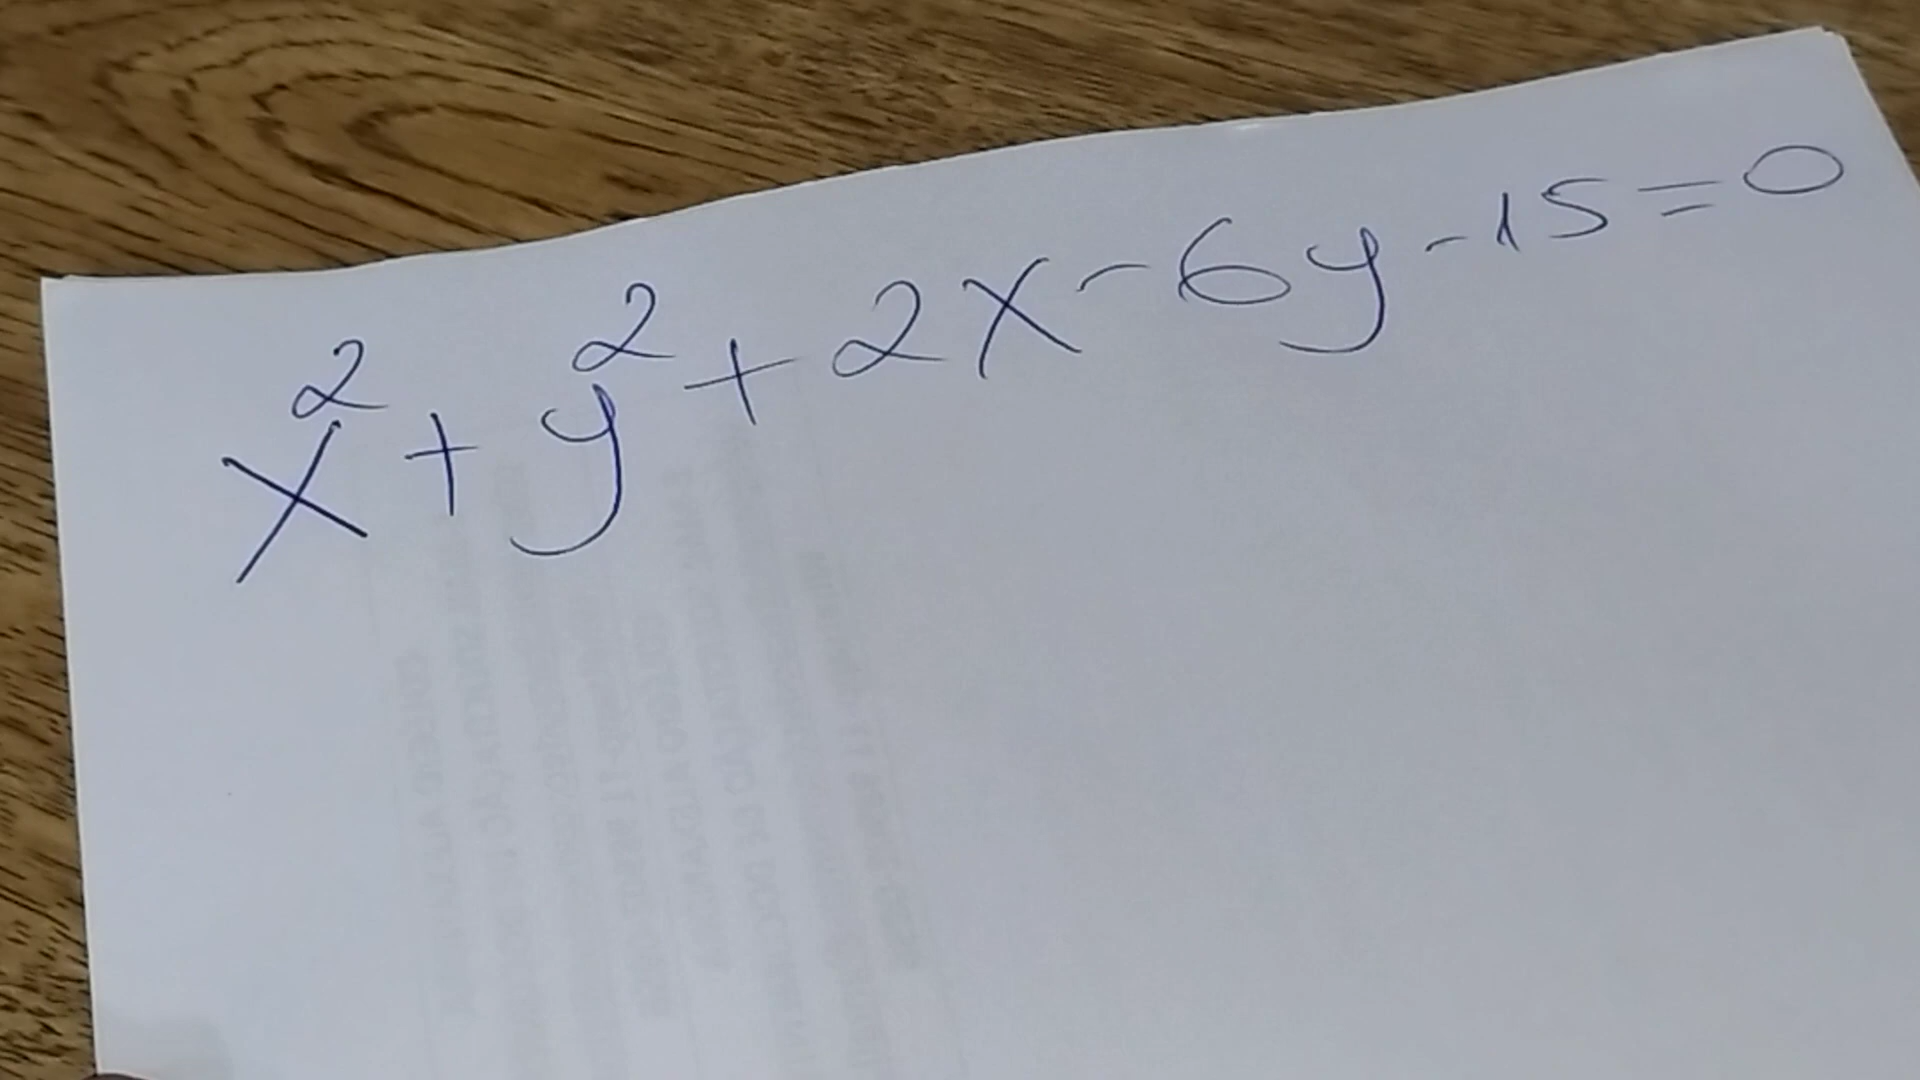 x² + y² + 2x - 6y - 15 = 0